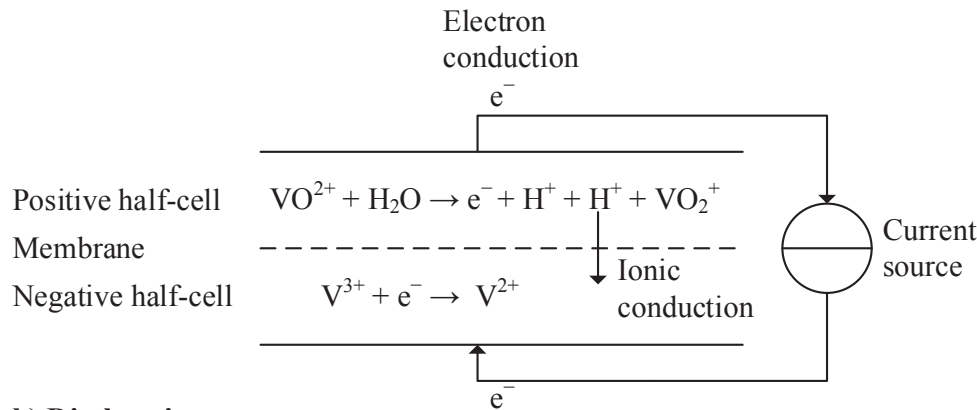 Electron
conduction
e⁻
Positive half-cell VO²⁺ + H₂O → e⁻ + H⁺ + H⁺ + VO₂⁺
Membrane
Current
source
Negative half-cell V³⁺ + e⁻ → V²⁺
Ionic
conduction
e⁻